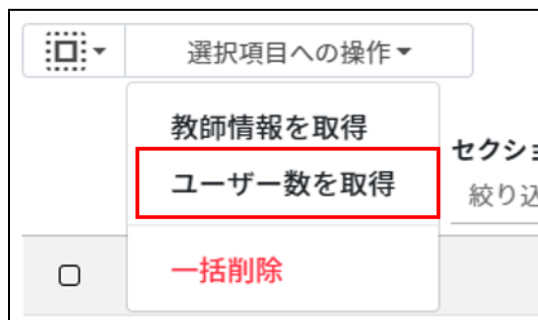 選択項目への操作
教師情報を取得
セクショ
ユーザー数を取得
絞り込
一括削除